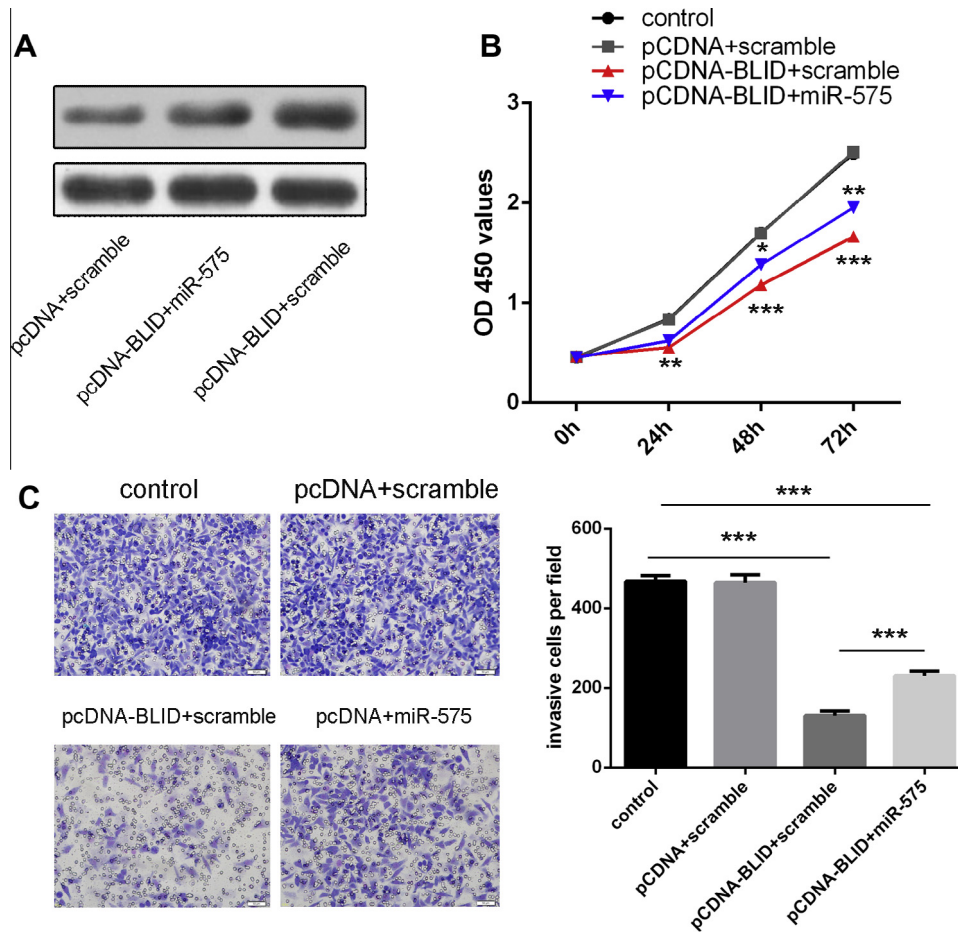 A
pcDNA+scramble
pcDNA-BLID+miR-575
pcDNA-BLID+scramble
B
control
pCDNA+scramble
pCDNA-BLID+scramble
pCDNA-BLID+miR-575
OD 450 values
3
2
1
0
**
*
***
***
**
0h
24h
48h
72h
C
control
pcDNA+scramble
pcDNA-BLID+scramble
pcDNA+miR-575
invasive cells per field
600
400
200
0
***
***
***
control
pCDNA+scramble
pCDNA-BLID+scramble
pCDNA-BLID+miR-575